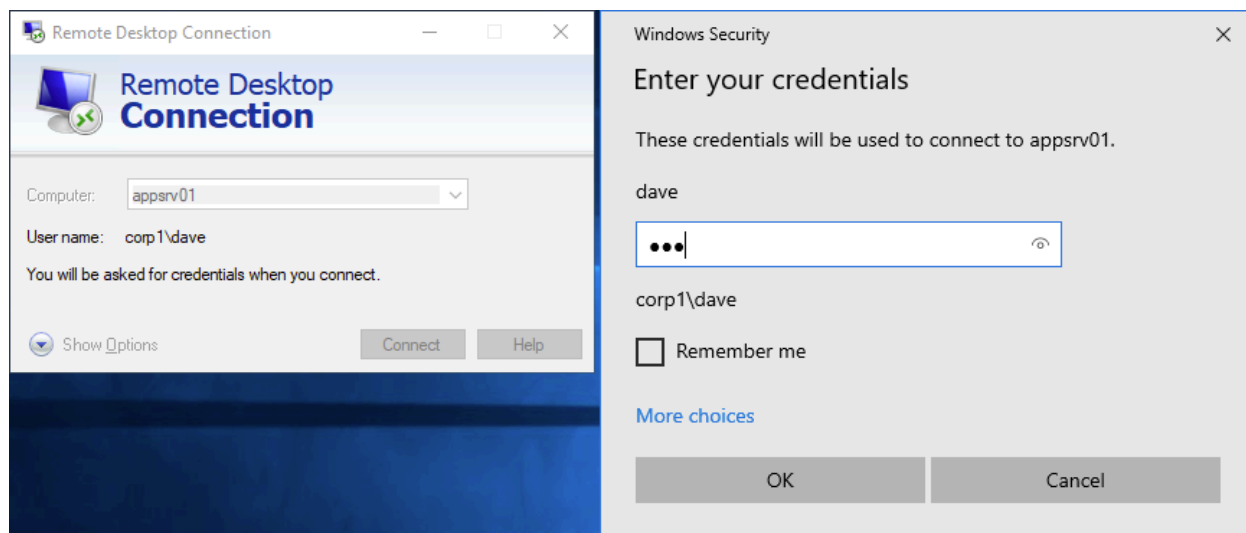 Remote Desktop Connection
Remote Desktop
Connection
Computer: appsrv01
User name: corp1\dave
You will be asked for credentials when you connect.
Show Options
Connect
Help
Windows Security
Enter your credentials
These credentials will be used to connect to appsrv01.
dave
●●●
corp1\dave
Remember me
More choices
OK
Cancel